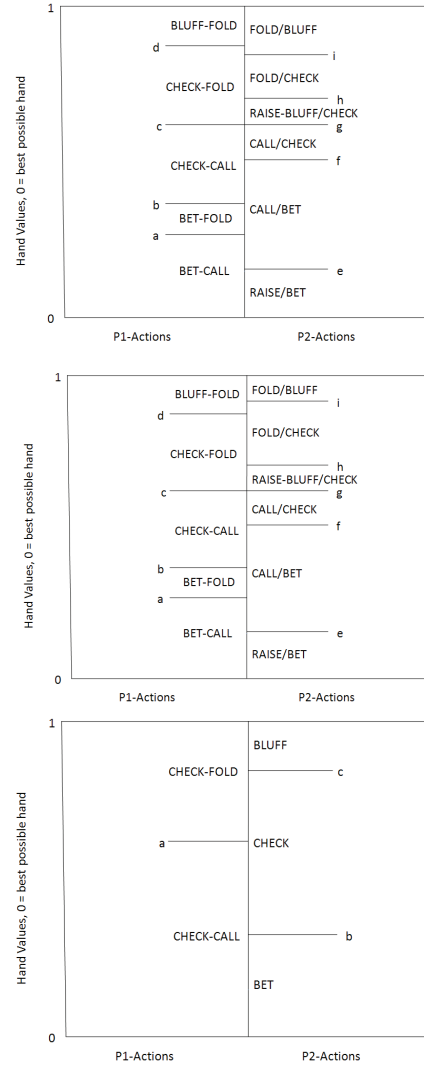 1
BLUFF-FOLD
FOLD/BLUFF
d
i
FOLD/CHECK
CHECK-FOLD
h
RAISE-BLUFF/CHECK
c
g
CALL/CHECK
f
CHECK-CALL
b
CALL/BET
BET-FOLD
a
BET-CALL
e
RAISE/BET
0
Hand Values, 0 = best possible hand
P1-Actions
P2-Actions
1
BLUFF-FOLD
FOLD/BLUFF
i
d
FOLD/CHECK
CHECK-FOLD
h
RAISE-BLUFF/CHECK
c
g
CALL/CHECK
CHECK-CALL
f
b
CALL/BET
BET-FOLD
a
BET-CALL
e
RAISE/BET
0
Hand Values, 0 = best possible hand
P1-Actions
P2-Actions
1
BLUFF
CHECK-FOLD
c
a
CHECK
CHECK-CALL
b
BET
0
Hand Values, 0 = best possible hand
P1-Actions
P2-Actions